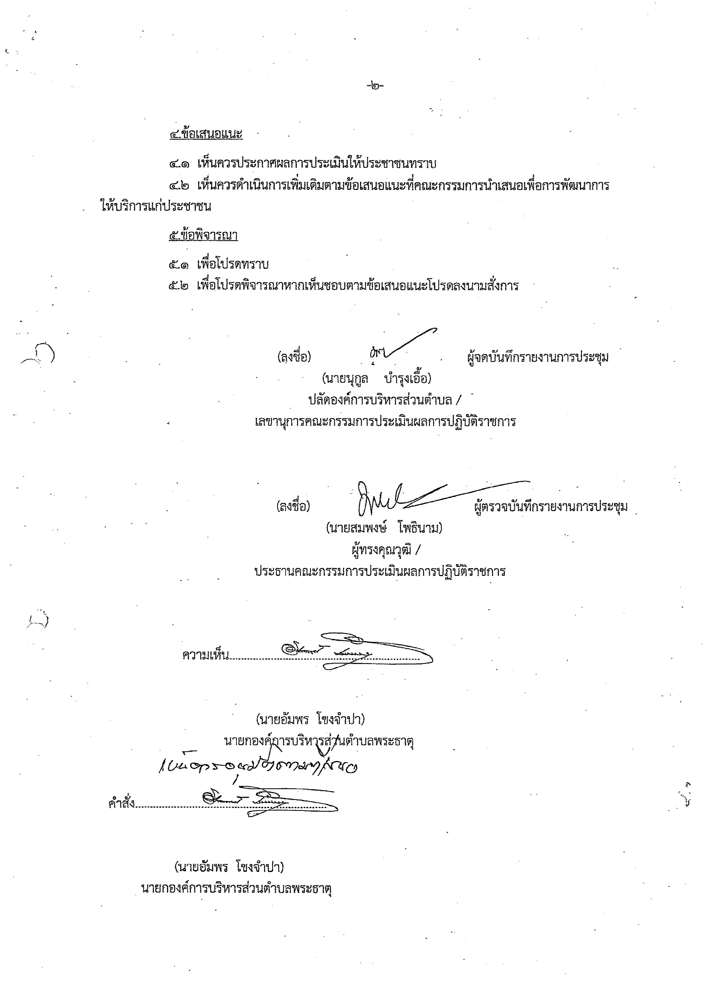 -๒-
๔.ข้อเสนอแนะ
๔.๑ เห็นควรประกาศผลการประเมินให้ประชาชนทราบ
๔.๒ เห็นควรดำเนินการเพิ่มเติมตามข้อเสนอแนะที่คณะกรรมการนำเสนอเพื่อการพัฒนาการ
ให้บริการแก่ประชาชน
๕.ข้อพิจารณา
๕.๑ เพื่อโปรดทราบ
๕.๒ เพื่อโปรดพิจารณาหากเห็นชอบตามข้อเสนอแนะโปรดลงนามสั่งการ
(ลงชื่อ) ผู้จดบันทึกรายงานการประชุม
(นายนุกูล บำรุงเอื้อ)
ปลัดองค์การบริหารส่วนตำบล /
เลขานุการคณะกรรมการประเมินผลการปฏิบัติราชการ
(ลงชื่อ) ผู้ตรวจบันทึกรายงานการประชุม
(นายสมพงษ์ โพธินาม)
ผู้ทรงคุณวุฒิ /
ประธานคณะกรรมการประเมินผลการปฏิบัติราชการ
ความเห็น
(นายอัมพร โขงจำปา)
นายกองค์การบริหารส่วนตำบลพระธาตุ
คำสั่ง
(นายอัมพร โขงจำปา)
นายกองค์การบริหารส่วนตำบลพระธาตุ